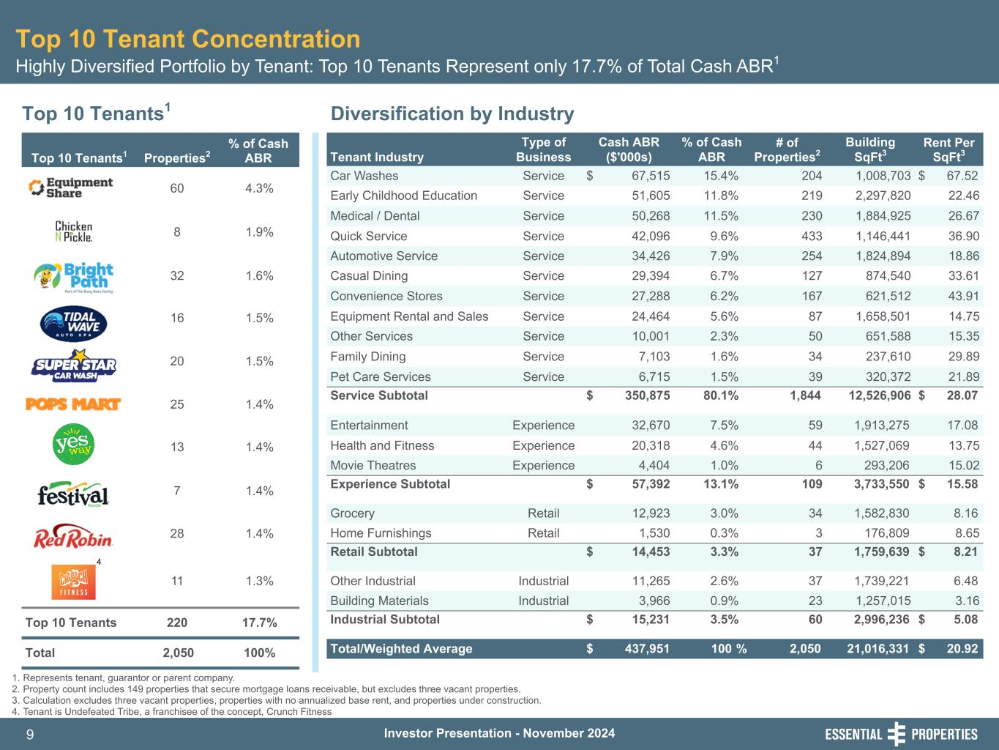 Top 10 Tenant Concentration
Highly Diversified Portfolio by Tenant: Top 10 Tenants Represent only 17.7% of Total Cash ABR1
Top 10 Tenants1
Top 10 Tenants1 Properties2 % of Cash ABR
Equipment Share 60 4.3%
Chicken N Pickle. 8 1.9%
Bright Path Part of the Busy Bees family 32 1.6%
TIDAL WAVE AUTO SPA 16 1.5%
SUPER STAR CAR WASH 20 1.5%
POPS MART 25 1.4%
yes way 13 1.4%
festival foods 7 1.4%
Red Robin 28 1.4%
CRUNCH FITNESS 4 11 1.3%
Top 10 Tenants 220 17.7%
Total 2,050 100%
Diversification by Industry
Tenant Industry Type of Business Cash ABR ($'000s) % of Cash ABR # of Properties2 Building SqFt3 Rent Per SqFt3
Car Washes Service $ 67,515 15.4% 204 1,008,703 $ 67.52
Early Childhood Education Service 51,605 11.8% 219 2,297,820 22.46
Medical / Dental Service 50,268 11.5% 230 1,884,925 26.67
Quick Service Service 42,096 9.6% 433 1,146,441 36.90
Automotive Service Service 34,426 7.9% 254 1,824,894 18.86
Casual Dining Service 29,394 6.7% 127 874,540 33.61
Convenience Stores Service 27,288 6.2% 167 621,512 43.91
Equipment Rental and Sales Service 24,464 5.6% 87 1,658,501 14.75
Other Services Service 10,001 2.3% 50 651,588 15.35
Family Dining Service 7,103 1.6% 34 237,610 29.89
Pet Care Services Service 6,715 1.5% 39 320,372 21.89
Service Subtotal $ 350,875 80.1% 1,844 12,526,906 $ 28.07
Entertainment Experience 32,670 7.5% 59 1,913,275 17.08
Health and Fitness Experience 20,318 4.6% 44 1,527,069 13.75
Movie Theatres Experience 4,404 1.0% 6 293,206 15.02
Experience Subtotal $ 57,392 13.1% 109 3,733,550 $ 15.58
Grocery Retail 12,923 3.0% 34 1,582,830 8.16
Home Furnishings Retail 1,530 0.3% 3 176,809 8.65
Retail Subtotal $ 14,453 3.3% 37 1,759,639 $ 8.21
Other Industrial Industrial 11,265 2.6% 37 1,739,221 6.48
Building Materials Industrial 3,966 0.9% 23 1,257,015 3.16
Industrial Subtotal $ 15,231 3.5% 60 2,996,236 $ 5.08
Total/Weighted Average $ 437,951 100 % 2,050 21,016,331 $ 20.92
1. Represents tenant, guarantor or parent company.
2. Property count includes 149 properties that secure mortgage loans receivable, but excludes three vacant properties.
3. Calculation excludes three vacant properties, properties with no annualized base rent, and properties under construction.
4. Tenant is Undefeated Tribe, a franchisee of the concept, Crunch Fitness
9
Investor Presentation - November 2024
ESSENTIAL PROPERTIES